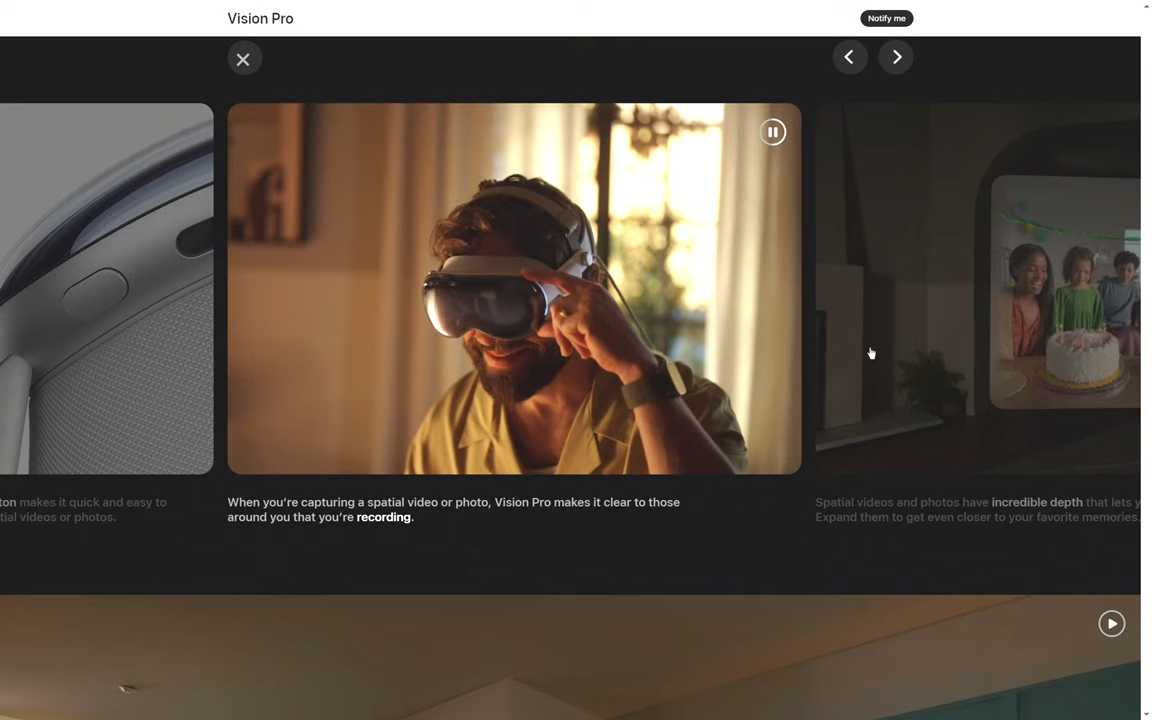 Vision Pro
Notify me
ton makes it quick and easy to
tial videos or photos.
When you're capturing a spatial video or photo, Vision Pro makes it clear to those
around you that you're recording.
Spatial videos and photos have incredible depth that lets y
Expand them to get even closer to your favorite memories.